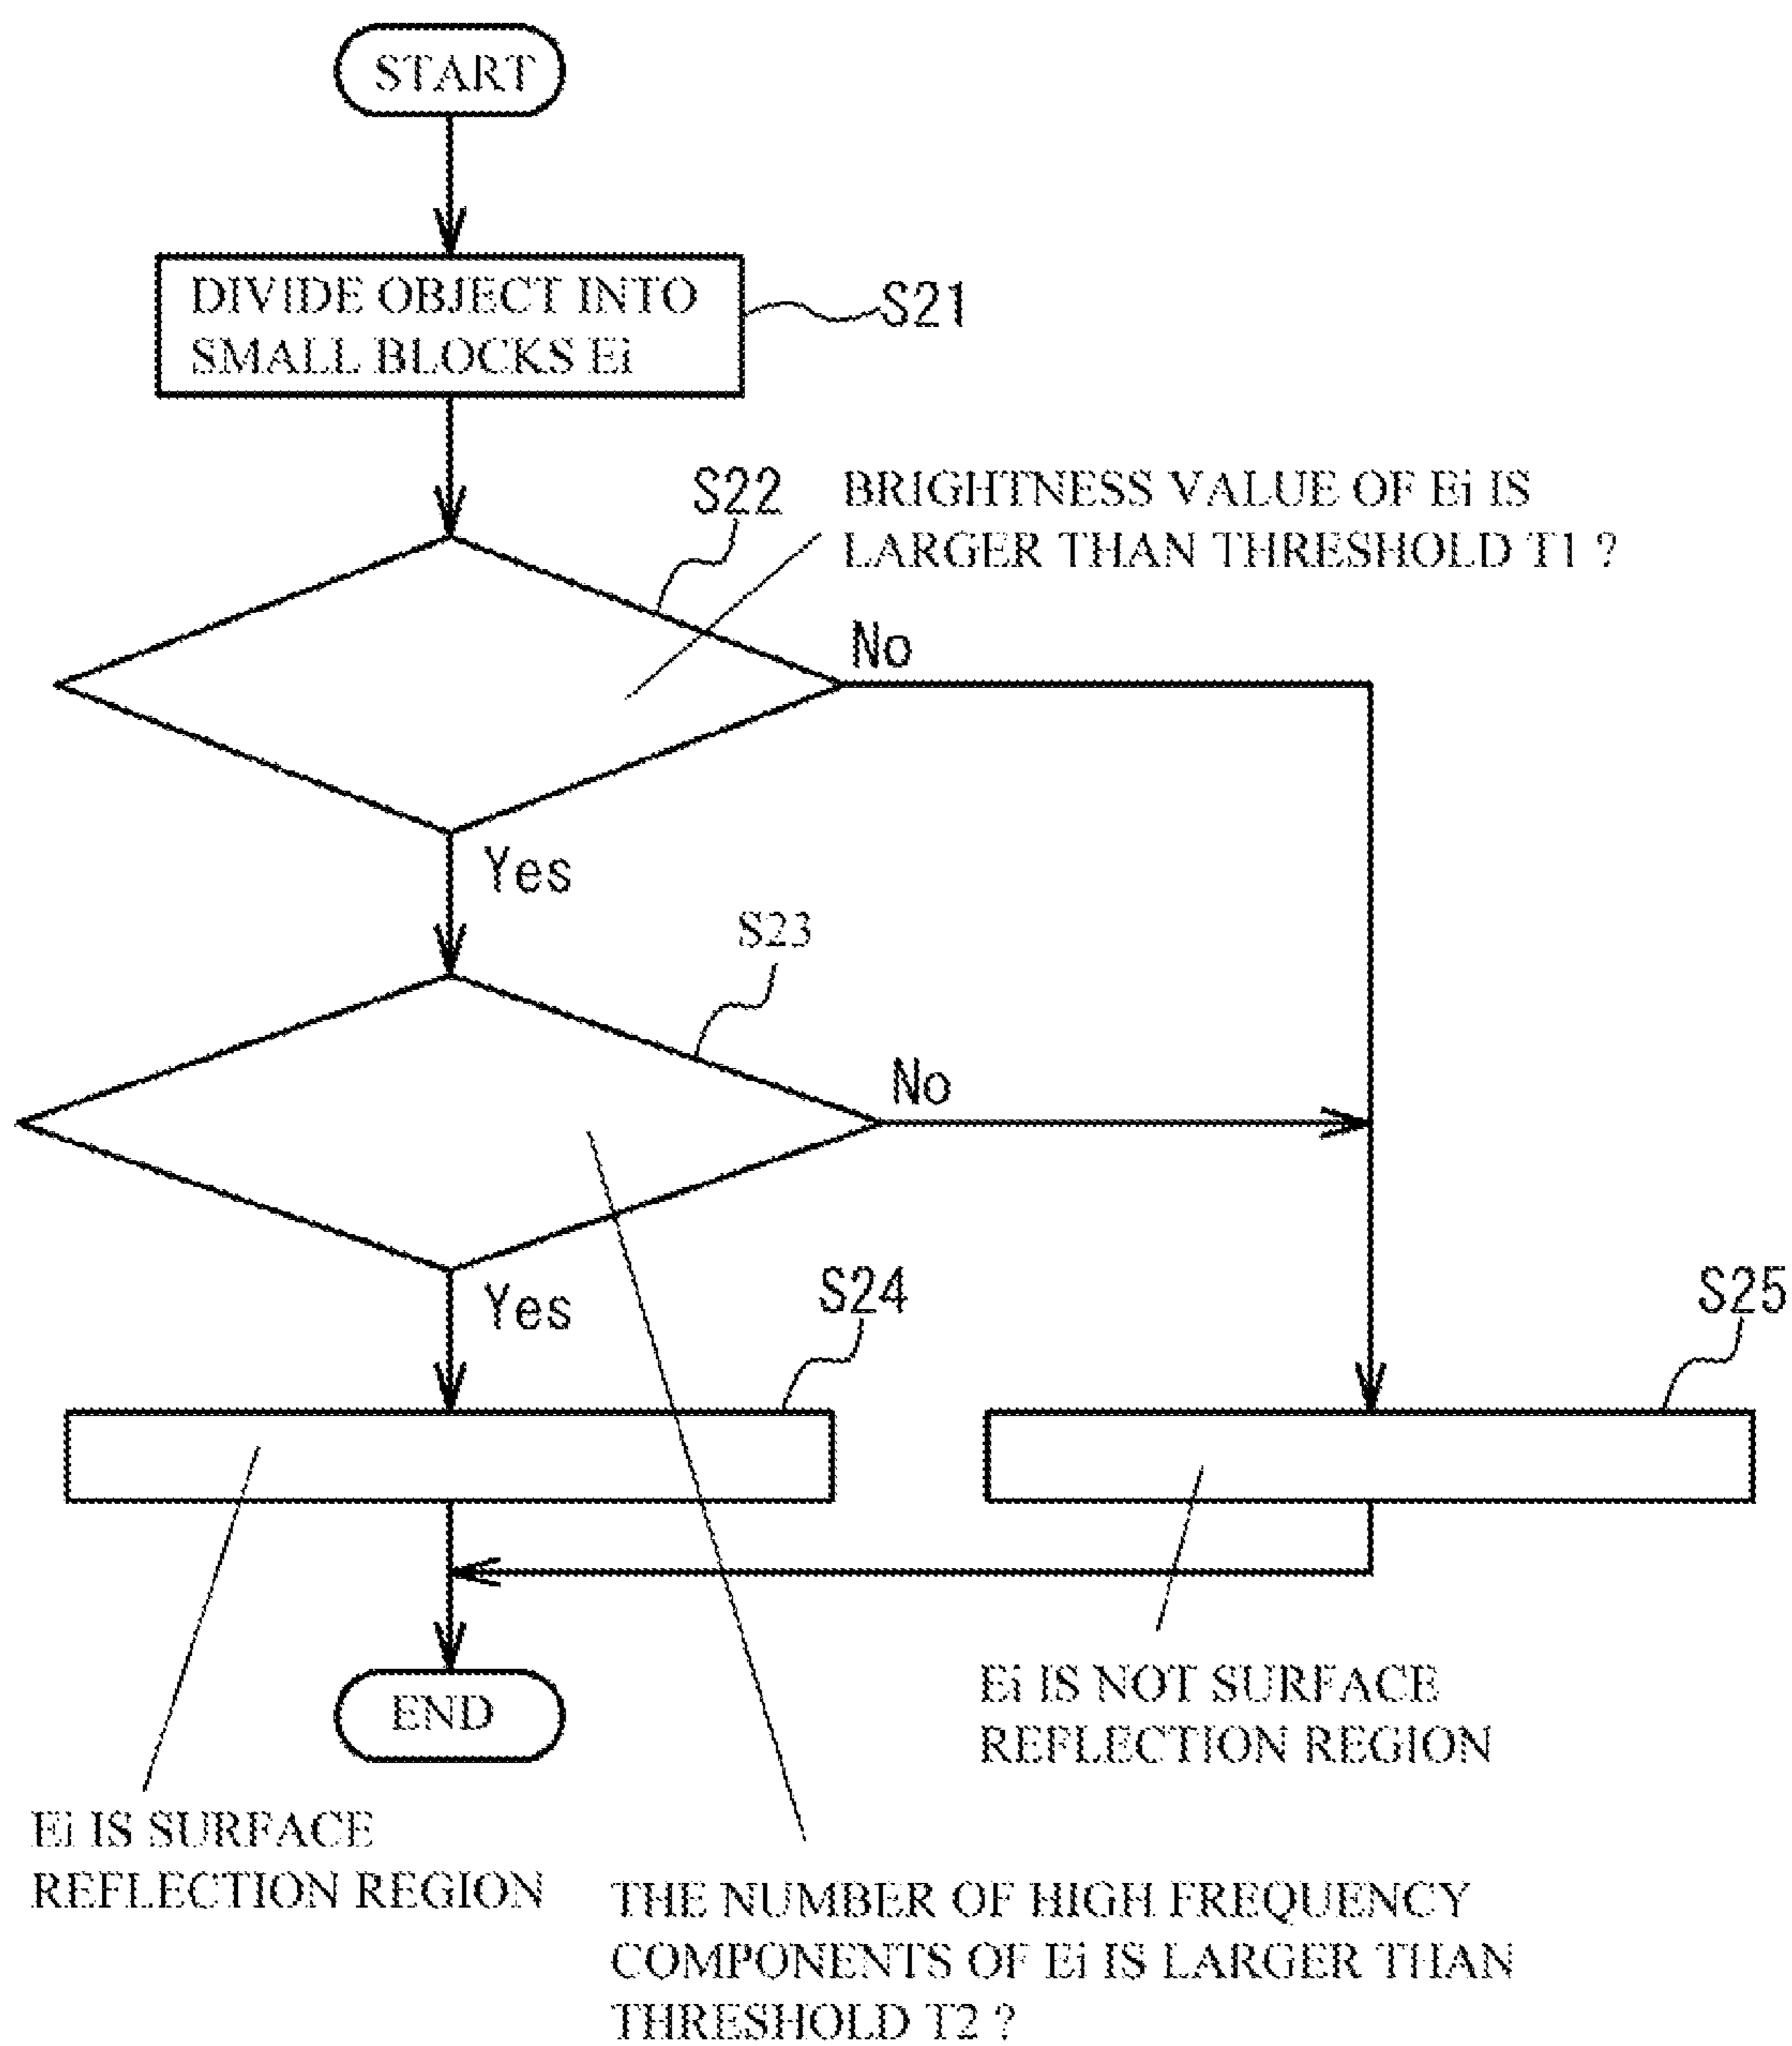 START
DIVIDE OBJECT INTO
SMALL BLOCKS Ei
S21
S22
BRIGHTNESS VALUE OF Ei IS
LARGER THAN THRESHOLD T1 ?
No
Yes
S23
No
Yes
S24
S25
END
Ei IS NOT SURFACE
REFLECTION REGION
Ei IS SURFACE
REFLECTION REGION
THE NUMBER OF HIGH FREQUENCY
COMPONENTS OF Ei IS LARGER THAN
THRESHOLD T2 ?